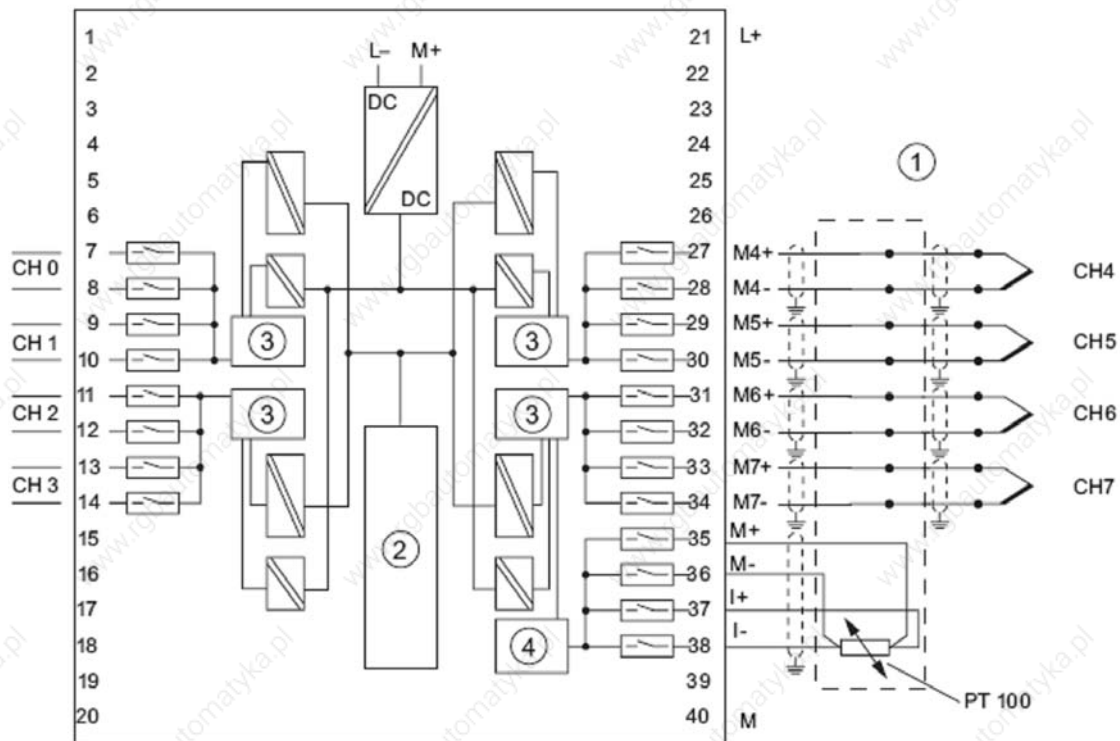 1 21 L+
L– M+
2 22
DC
3 23
4 24
①
5 25
DC
6 26
7 27 M4+
CH 0 CH4
8 28 M4-
9 29 M5+
CH 1 ③ ③ CH5
10 30 M5-
11 31 M6+
CH 2 ③ ③ CH6
12 32 M6-
13 33 M7+
CH 3 CH7
14 34 M7-
M+
15 35
②
M-
16 36
I+
17 37
I-
18 ④ 38
19 39
PT 100
20 40 M
www.rgbautomatyka.pl